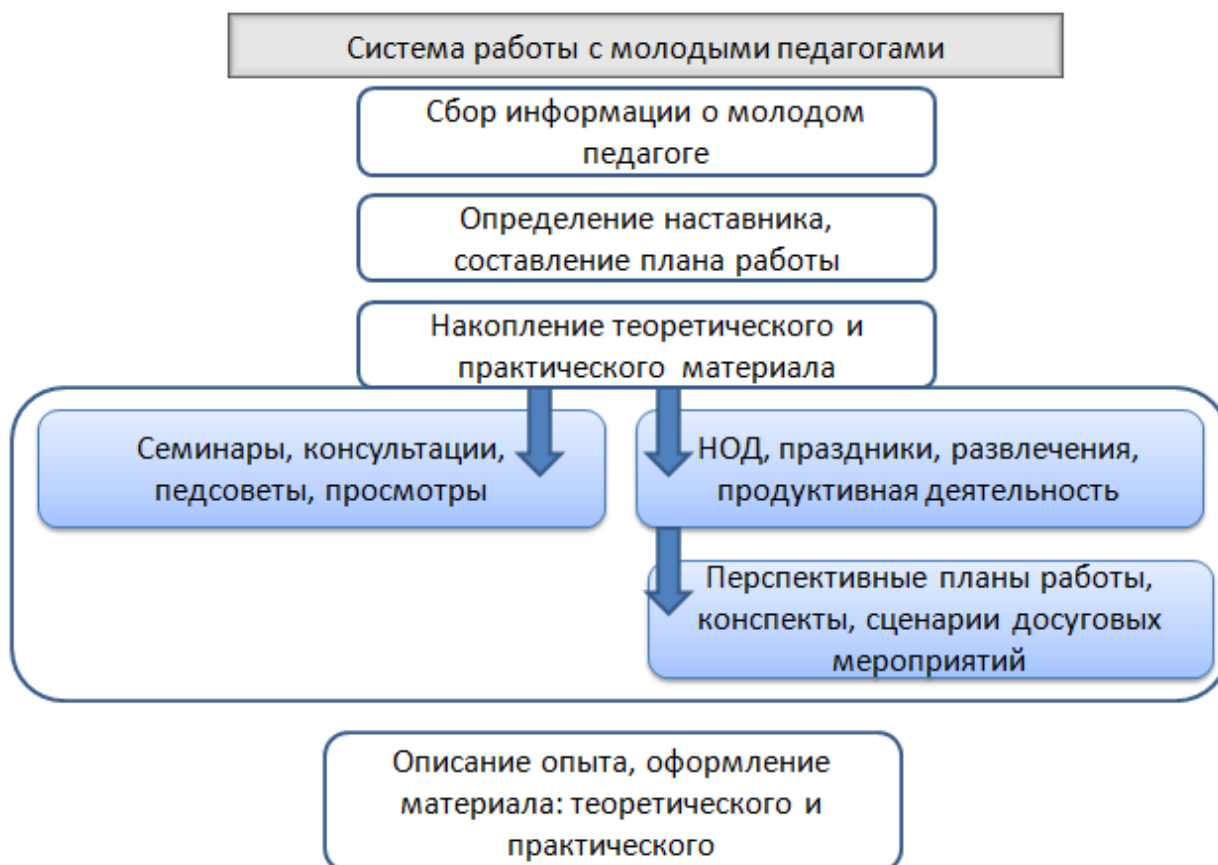 Система работы с молодыми педагогами
Сбор информации о молодом
педагоге
Определение наставника,
составление плана работы
Накопление теоретического и
практического материала
Семинары, консультации,
педсоветы, просмотры
НОД, праздники, развлечения,
продуктивная деятельность
Перспективные планы работы,
конспекты, сценарии досуговых
мероприятий
Описание опыта, оформление
материала: теоретического и
практического